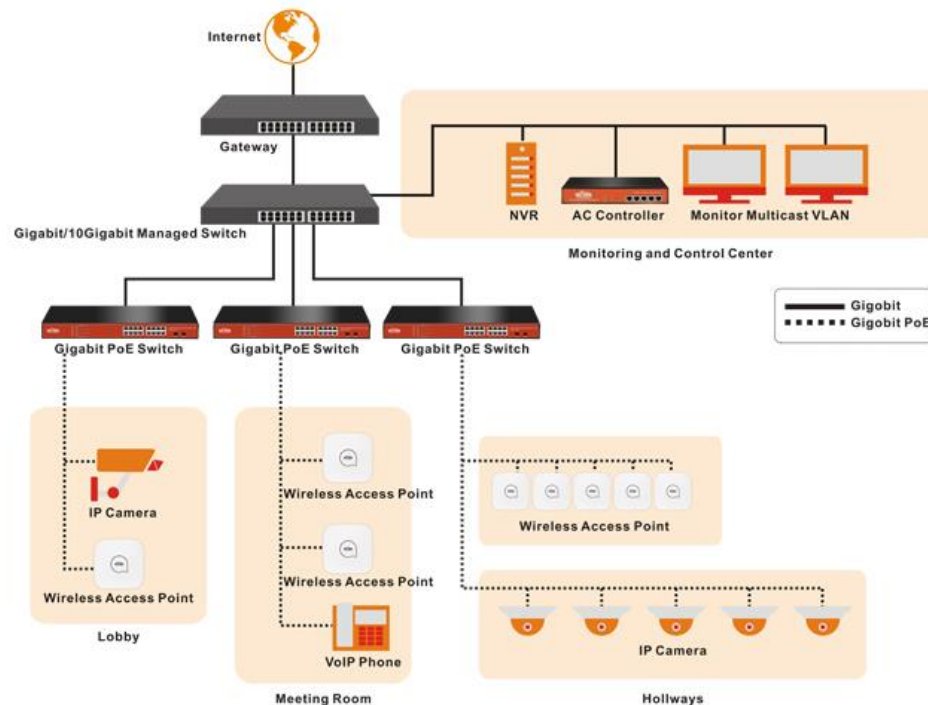 Internet
Gateway
Gigabit/10Gigabit Managed Switch
NVR
AC Controller
Monitor Multicast VLAN
Monitoring and Control Center
Gigobit
Gigobit PoE
Gigabit PoE Switch
Gigabit PoE Switch
Gigabit PoE Switch
IP Camera
Wireless Access Point
Lobby
Wireless Access Point
Wireless Access Point
VoIP Phone
Meeting Room
Wireless Access Point
IP Camera
Hollways